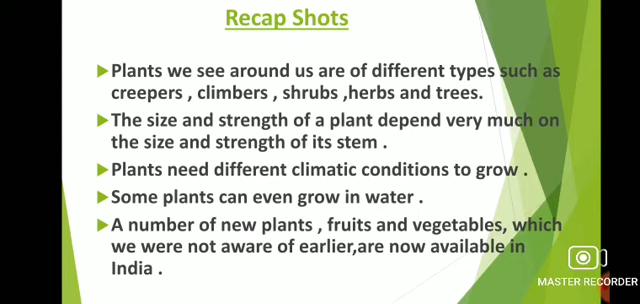 Recap Shots
Plants we see around us are of different types such as
creepers , climbers , shrubs ,herbs and trees.
The size and strength of a plant depend very much on
the size and strength of its stem .
Plants need different climatic conditions to grow .
Some plants can even grow in water .
A number of new plants , fruits and vegetables, which
we were not aware of earlier,are now available in
India .
MASTER RECORDER